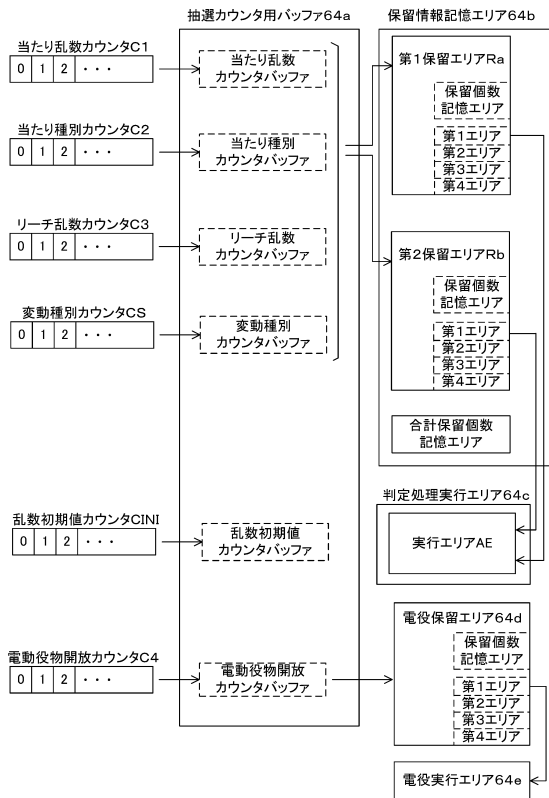 抽選カウンタ用バッファ64a
保留情報記憶エリア64b
当たり乱数カウンタC1
0 1 2 ・・・
当たり乱数
カウンタバッファ
当たり種別カウンタC2
0 1 2 ・・・
当たり種別
カウンタバッファ
リーチ乱数カウンタC3
0 1 2 ・・・
リーチ乱数
カウンタバッファ
変動種別カウンタCS
0 1 2 ・・・
変動種別
カウンタバッファ
第1保留エリアRa
保留個数
記憶エリア
第1エリア
第2エリア
第3エリア
第4エリア
第2保留エリアRb
保留個数
記憶エリア
第1エリア
第2エリア
第3エリア
第4エリア
合計保留個数
記憶エリア
判定処理実行エリア64c
実行エリアAE
乱数初期値カウンタCINI
0 1 2 ・・・
乱数初期値
カウンタバッファ
電動役物開放カウンタC4
0 1 2 ・・・
電動役物開放
カウンタバッファ
電役保留エリア64d
保留個数
記憶エリア
第1エリア
第2エリア
第3エリア
第4エリア
電役実行エリア64e